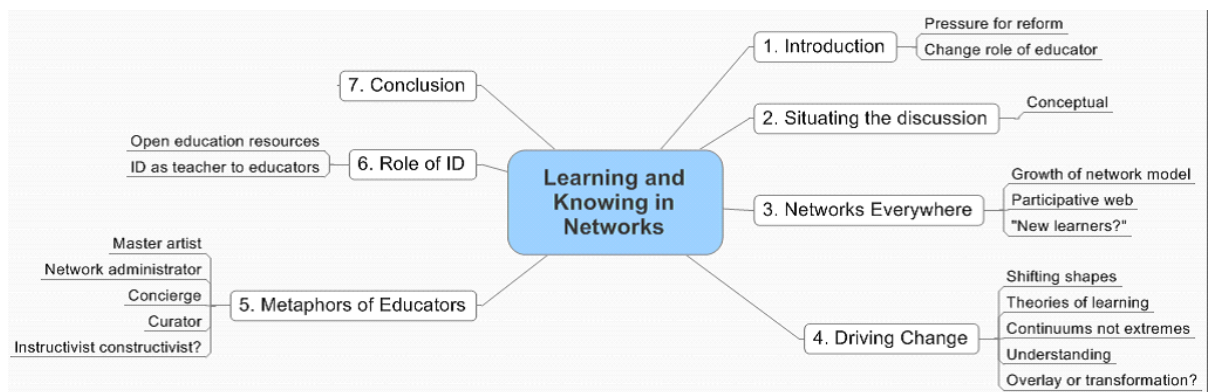 Learning and
Knowing in
Networks
1. Introduction
Pressure for reform
Change role of educator
2. Situating the discussion
Conceptual
3. Networks Everywhere
Growth of network model
Participative web
"New learners?"
4. Driving Change
Shifting shapes
Theories of learning
Continuums not extremes
Understanding
Overlay or transformation?
5. Metaphors of Educators
Master artist
Network administrator
Concierge
Curator
Instructivist constructivist?
6. Role of ID
Open education resources
ID as teacher to educators
7. Conclusion